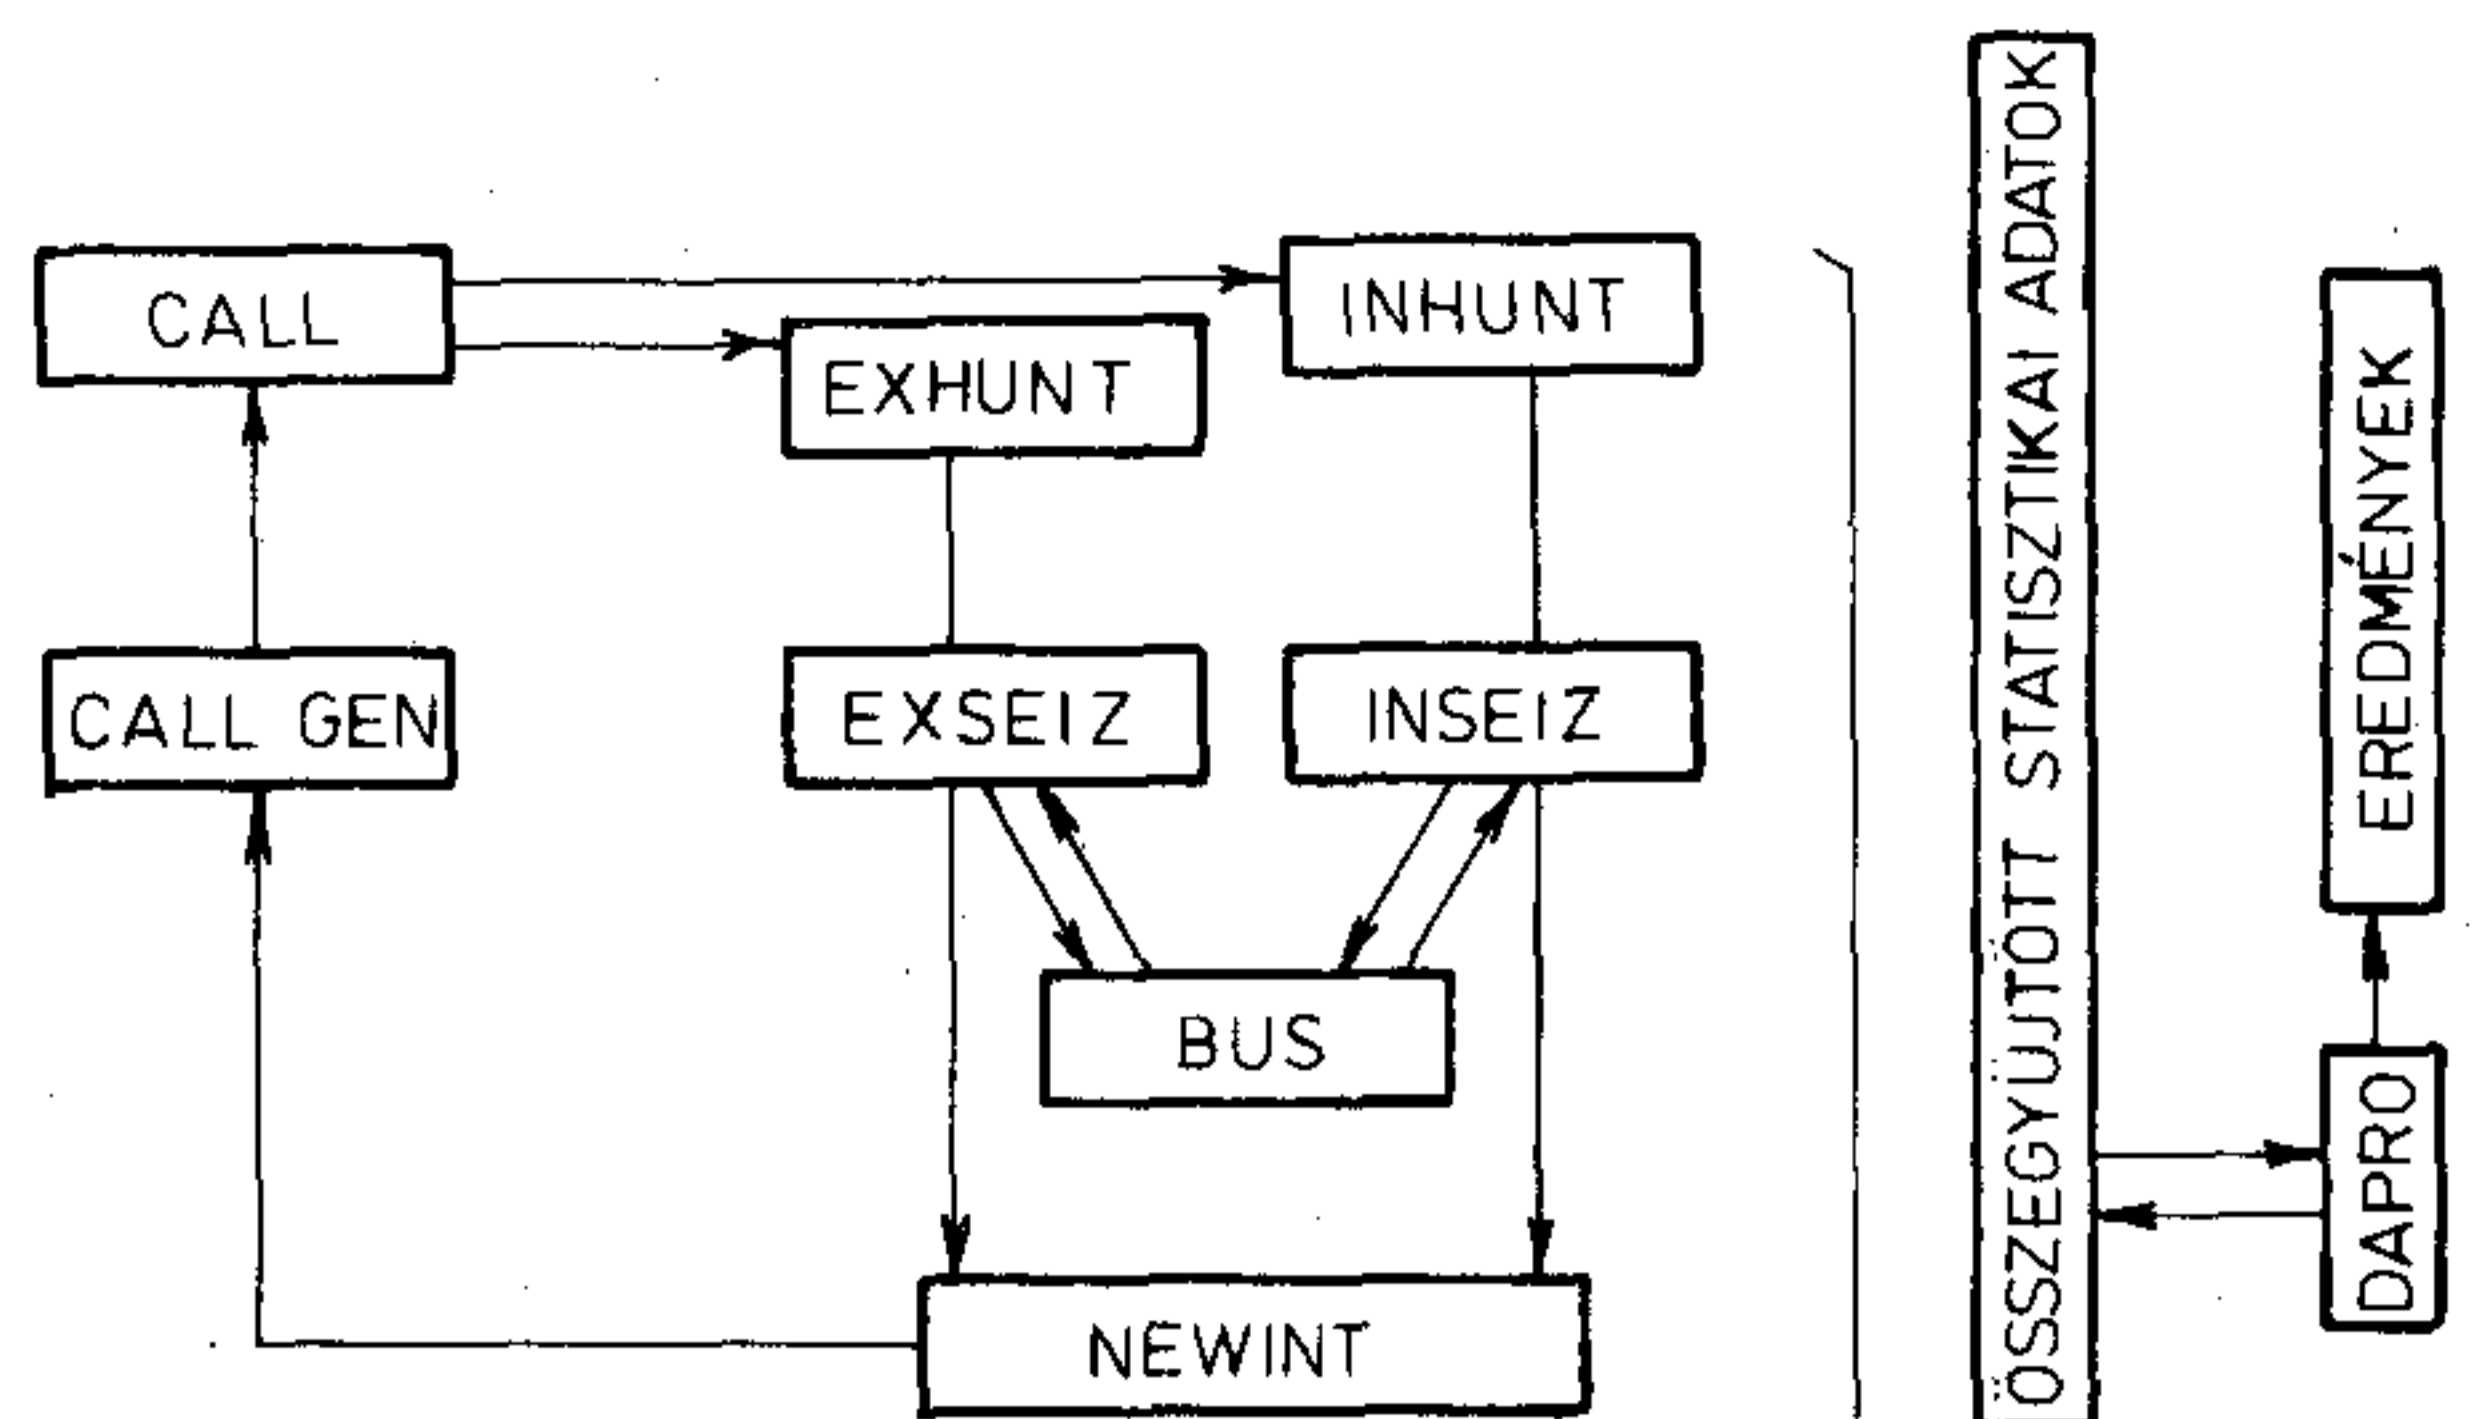 CALL
INHUNT
EXHUNT
CALL GEN
EXSEIZ
INSEIZ
BUS
NEWINT
ÖSSZEGYÜJTÖTT STATISZTIKAI ADATOK
EREDMÉNYEK
DAPRO